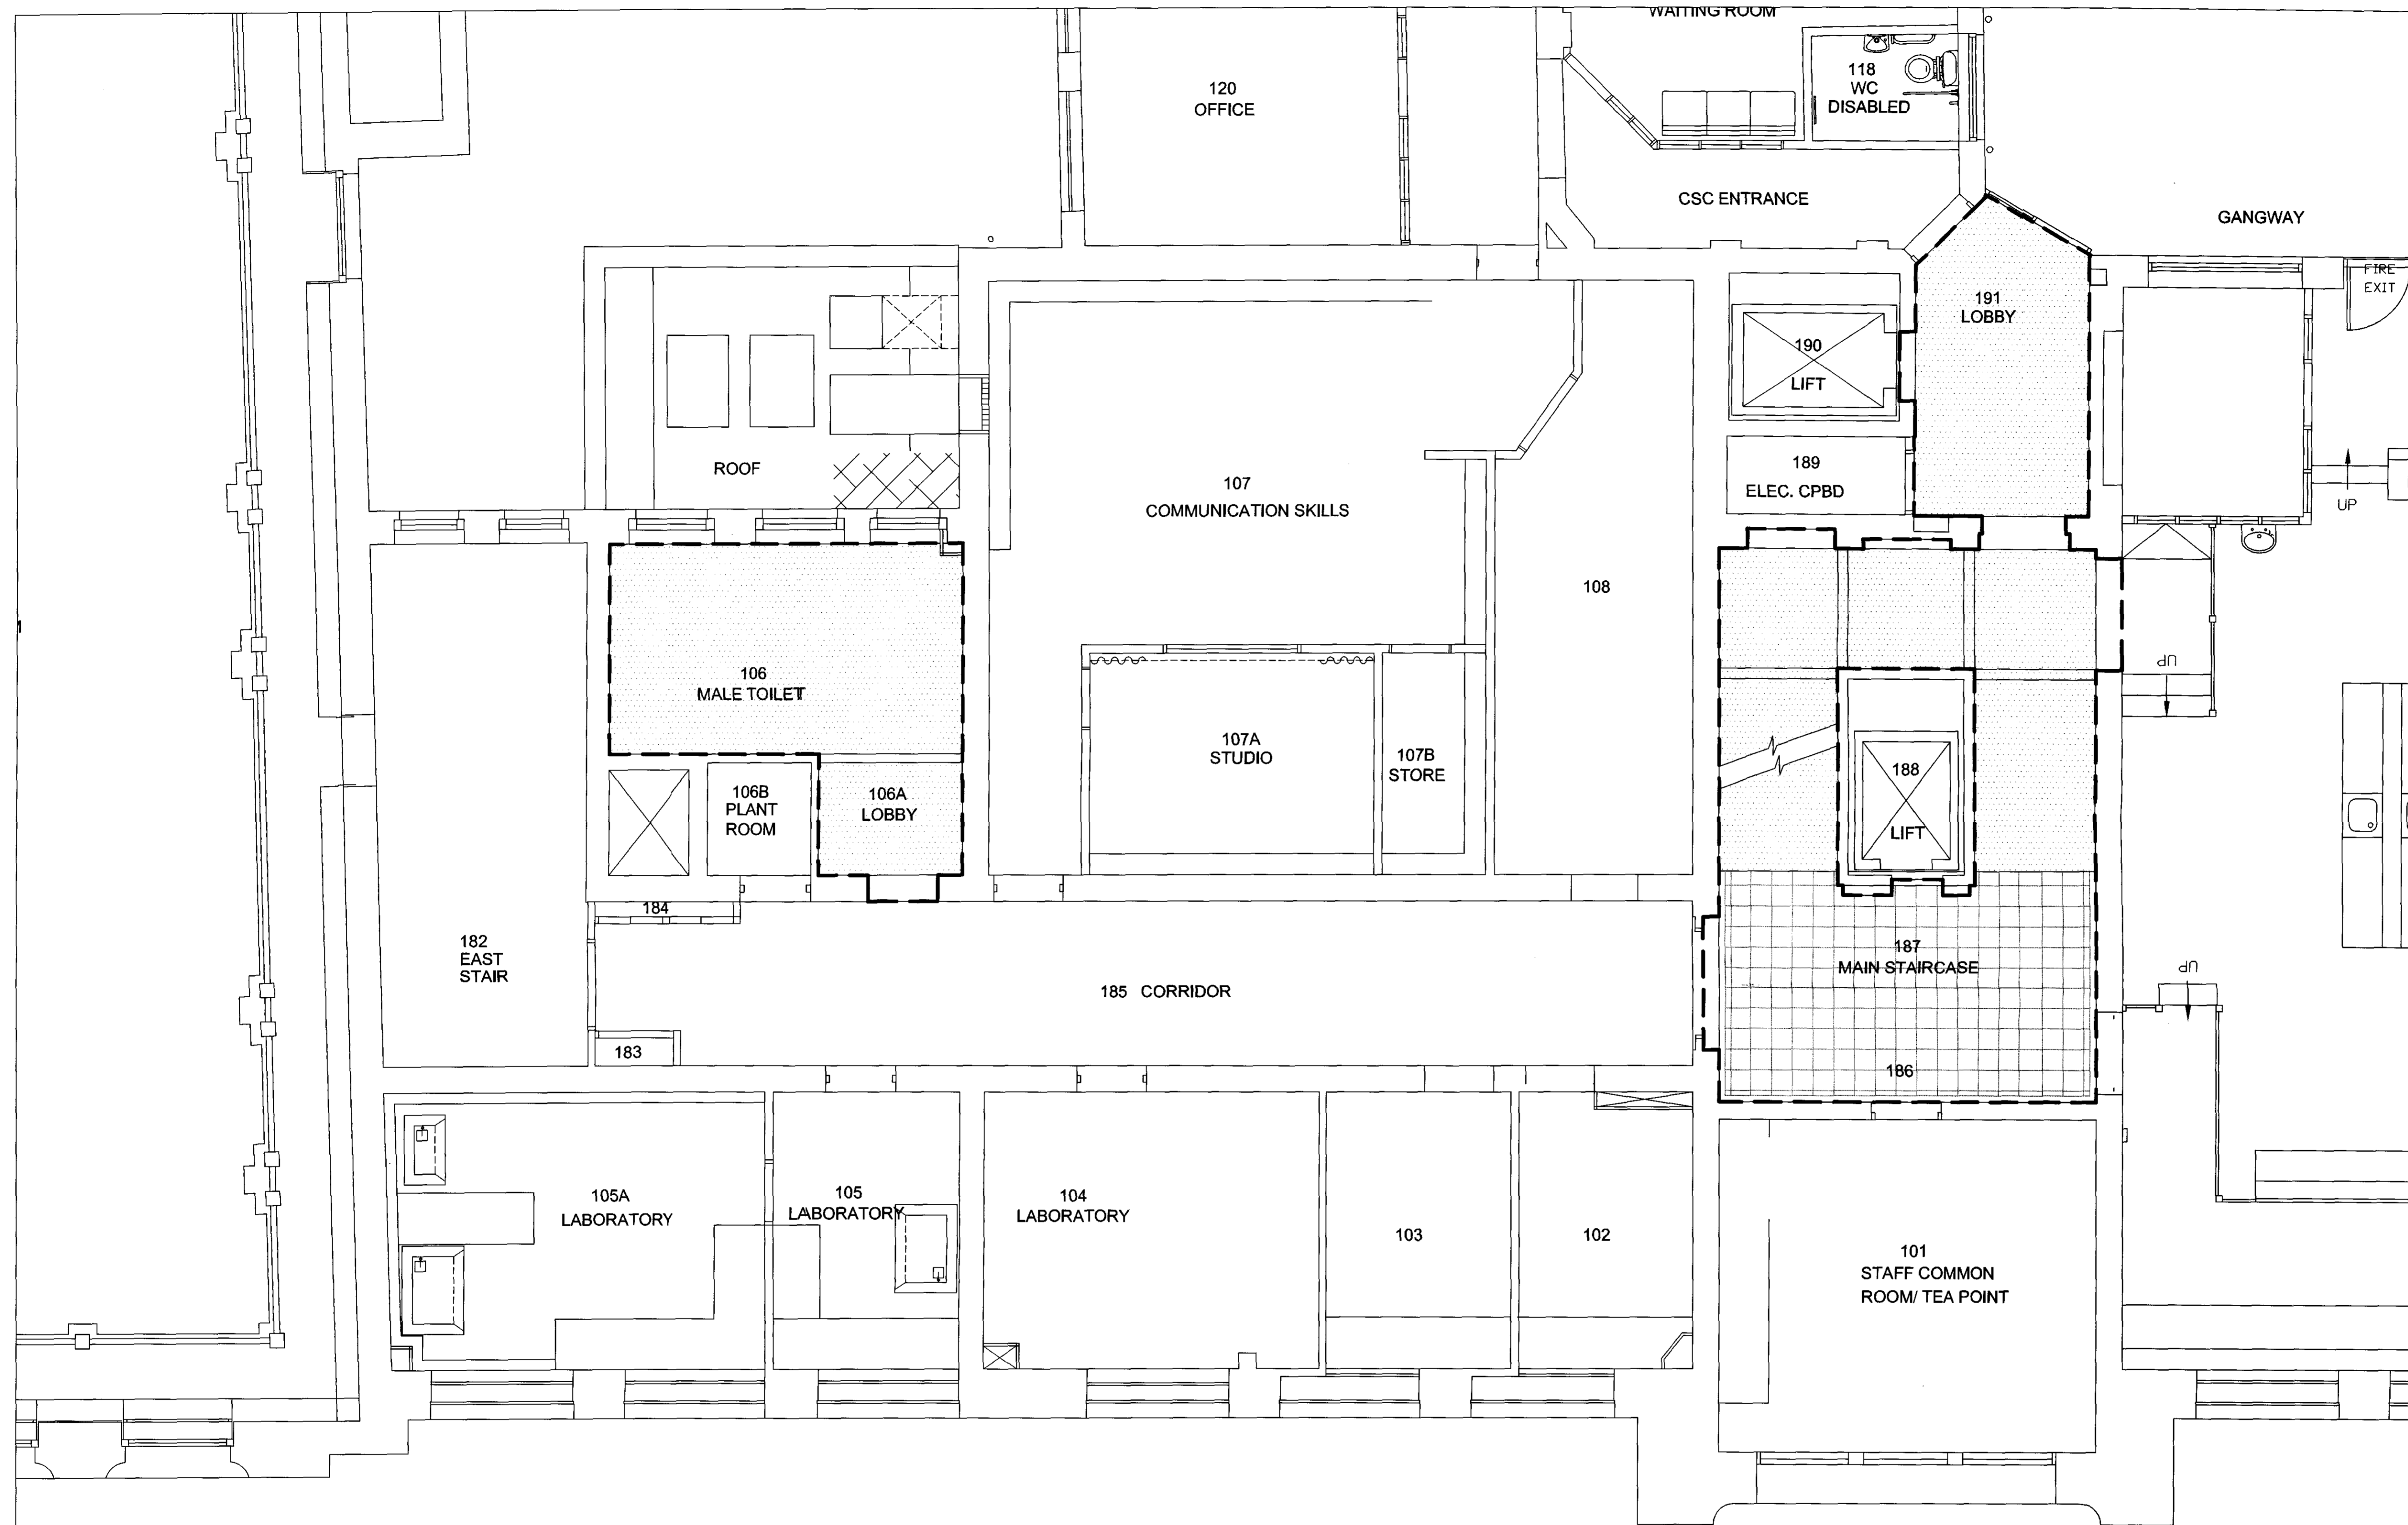 WAITING ROOM
118
WC
DISABLED
120
OFFICE
CSC ENTRANCE
GANGWAY
FIRE
EXIT
191
LOBBY
190
LIFT
ROOF
107
COMMUNICATION SKILLS
189
ELEC. CPBD
UP
108
106
MALE TOILET
UP
107A
STUDIO
107B
STORE
188
LIFT
106B
PLANT
ROOM
106A
LOBBY
184
182
EAST
STAIR
187
MAIN STAIRCASE
UP
185 CORRIDOR
183
186
105A
LABORATORY
105
LABORATORY
104
LABORATORY
103
102
101
STAFF COMMON
ROOM/ TEA POINT